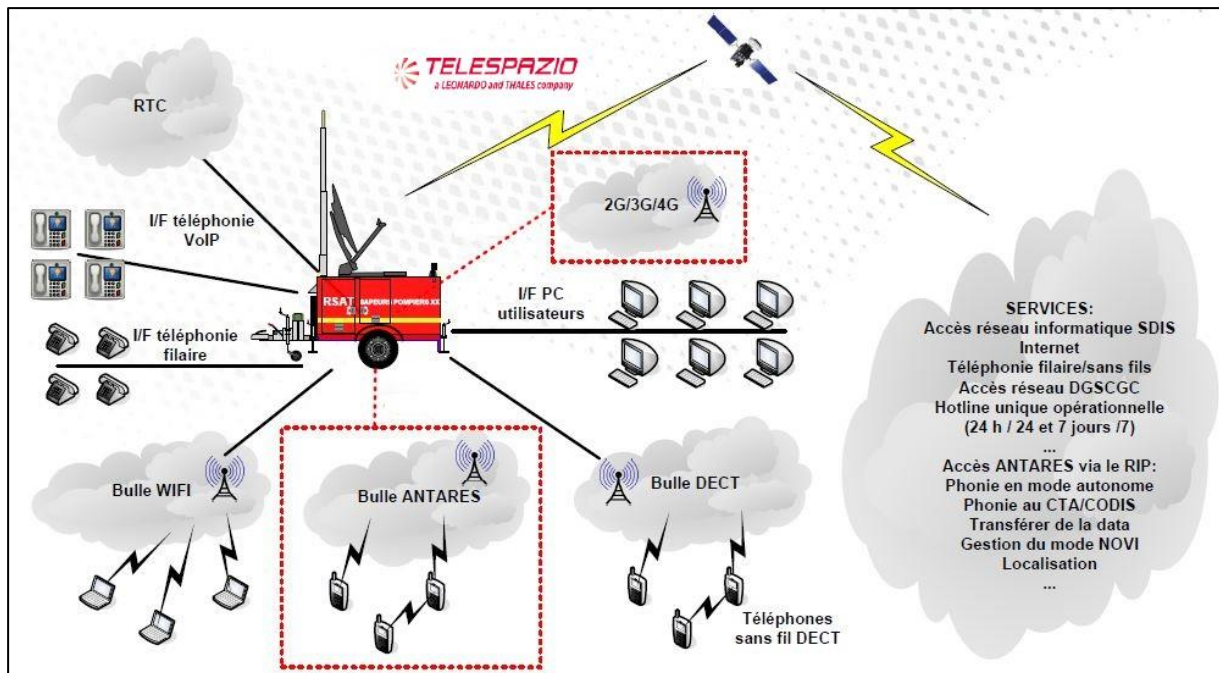 TELESPAZIO
a LEONARDO and THALES company
RTC
2G/3G/4G
I/F téléphonie
VoIP
RSAT
SAPEURS POMPIERS XX
I/F PC
utilisateurs
I/F téléphonie
filaire
SERVICES:
Accès réseau informatique SDIS
Internet
Téléphonie filaire/sans fils
Accès réseau DGSCGC
Hotline unique opérationnelle
(24 h / 24 et 7 jours /7)
...
Accès ANTARES via le RIP:
Phonie en mode autonome
Phonie au CTA/CODIS
Transférer de la data
Gestion du mode NOVI
Localisation
...
Bulle WIFI
Bulle ANTARES
Bulle DECT
Téléphones
sans fil DECT